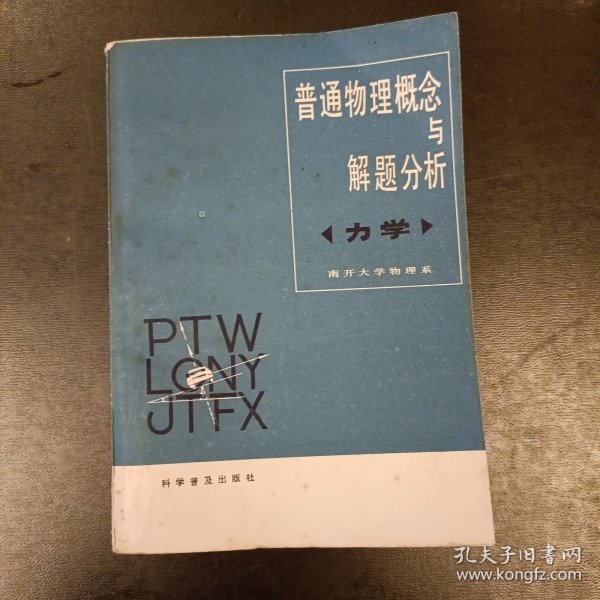 普通物理概念
与
解题分析
力学
南开大学物理系
PTW
LGNY
JTFX
科学普及出版社
孔夫子旧书网
www.kongfz.com